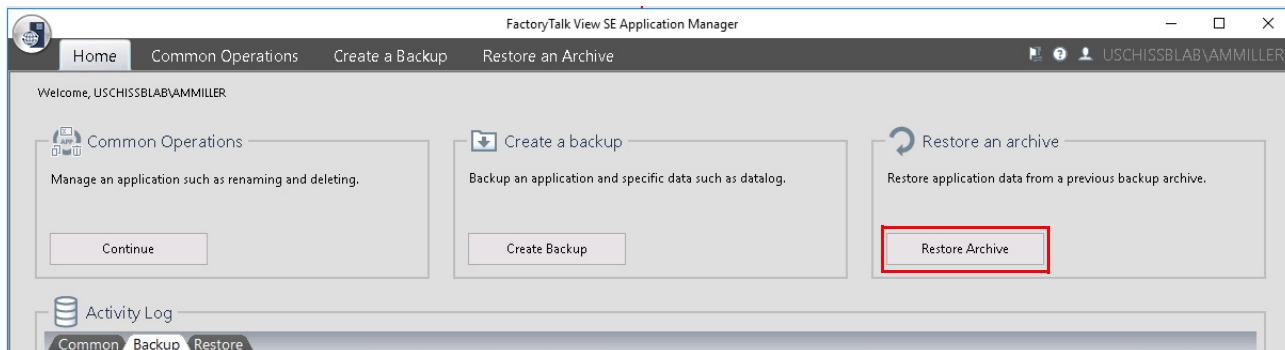 FactoryTalk View SE Application Manager
Home Common Operations Create a Backup Restore an Archive USCHISSBLAB\AMMILLER
Welcome, USCHISSBLAB\AMMILLER
Common Operations
Manage an application such as renaming and deleting.
Continue
Create a backup
Backup an application and specific data such as datalog.
Create Backup
Restore an archive
Restore application data from a previous backup archive.
Restore Archive
Activity Log
Common Backup Restore